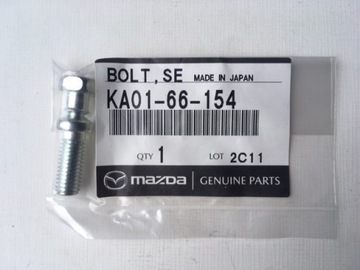 BOLT,SE MADE IN JAPAN
KA01-66-154
QTY 1 LOT 2C11
mazda GENUINE PARTS